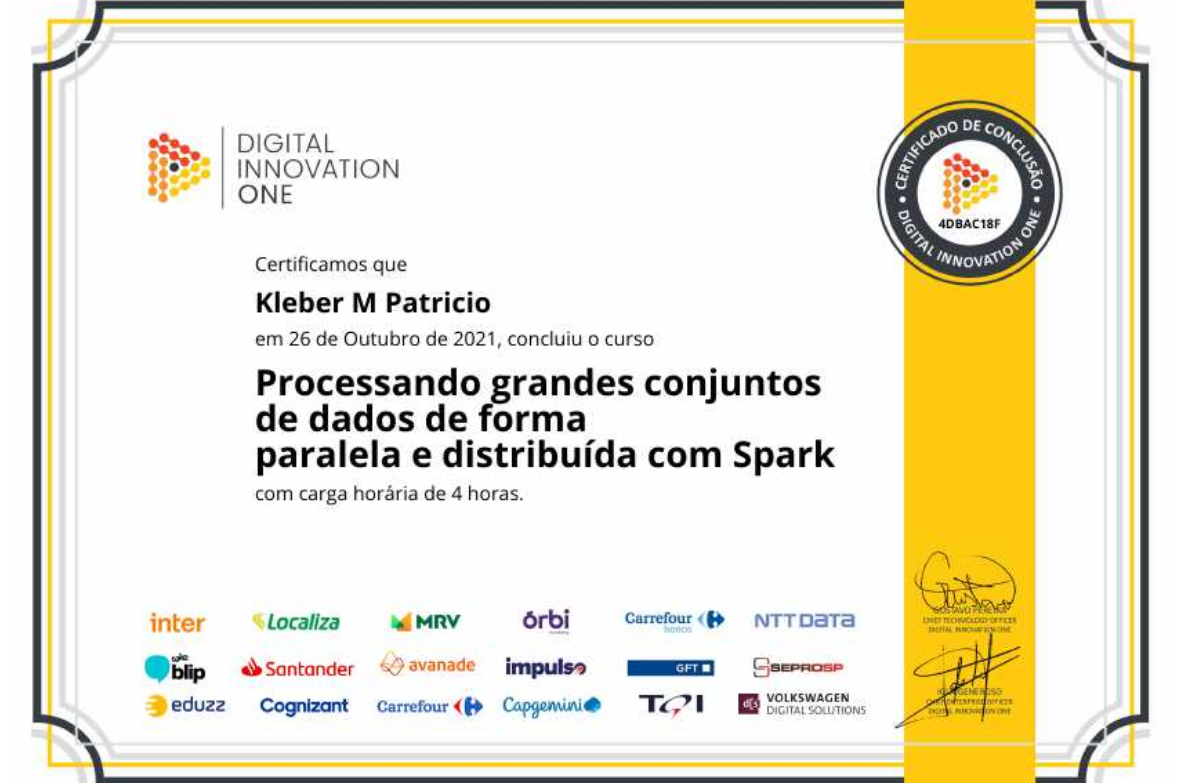 DIGITAL
INNOVATION
ONE
CERTIFICADO DE CONCLUSÃO
4DBAC18F
DIGITAL INNOVATION ONE
Certificamos que
Kleber M Patricio
em 26 de Outubro de 2021, concluiu o curso
Processando grandes conjuntos
de dados de forma
paralela e distribuída com Spark
com carga horária de 4 horas.
inter Localiza MRV órbi Carrefour banco NTT DATA
take blip Santander avanade impulso GFT SEPROSP
eduzz Cognizant Carrefour Capgemini TQI d{s VOLKSWAGEN DIGITAL SOLUTIONS
GUSTAVO PEREIRA
CHIEF TECHNOLOGY OFFICER
DIGITAL INNOVATION ONE
GENEROSO
CHIEF ENTERPRISE OFFICER
DIGITAL INNOVATION ONE